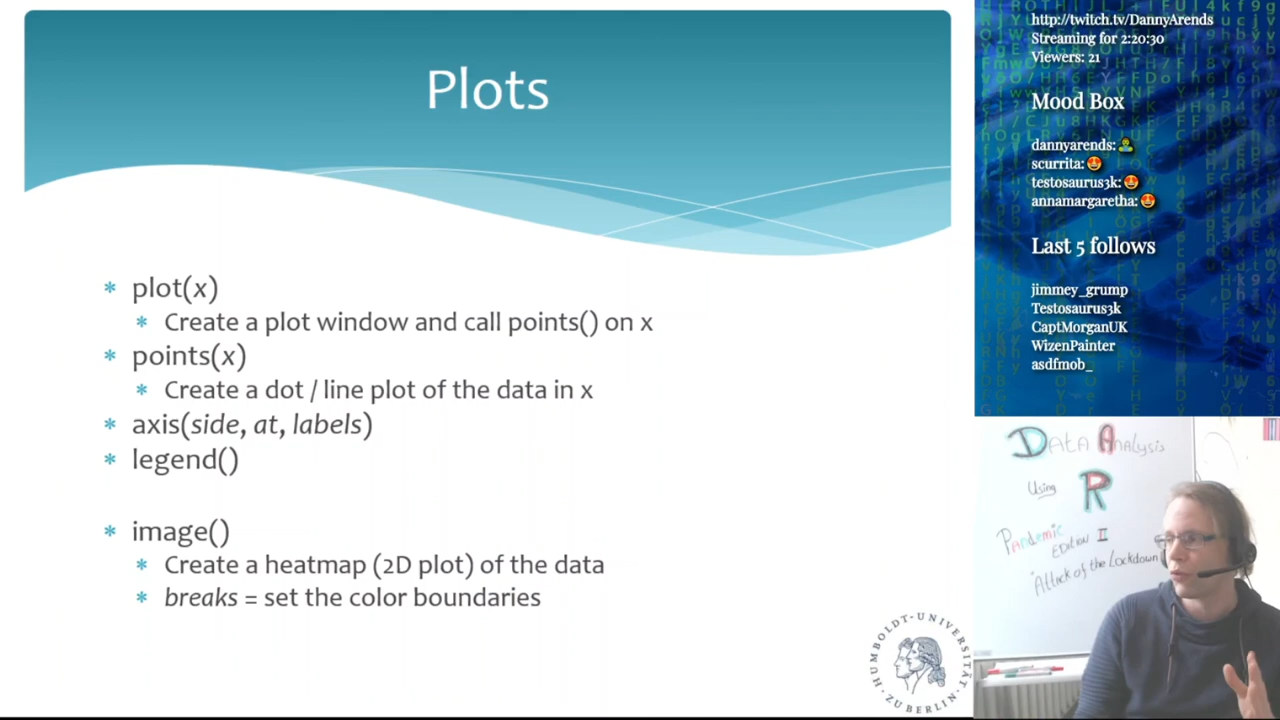 Plots
* plot(x)
* Create a plot window and call points() on x
* points(x)
* Create a dot / line plot of the data in x
* axis(side, at, labels)
* legend()
* image()
* Create a heatmap (2D plot) of the data
* breaks = set the color boundaries
HUMBOLDT-UNIVERSITÄT
ZU BERLIN
http://twitch.tv/DannyArends
Streaming for 2:20:30
Viewers: 21
Mood Box
dannyarends:
scurrita:
testosaurus3k:
annamargaretha:
Last 5 follows
jimmey_grump
Testosaurus3k
CaptMorganUK
WizenPainter
asdfmob_
DATA ANALYSIS
Using R
Pandemic
EDITION II
"Attack of the Lockdown